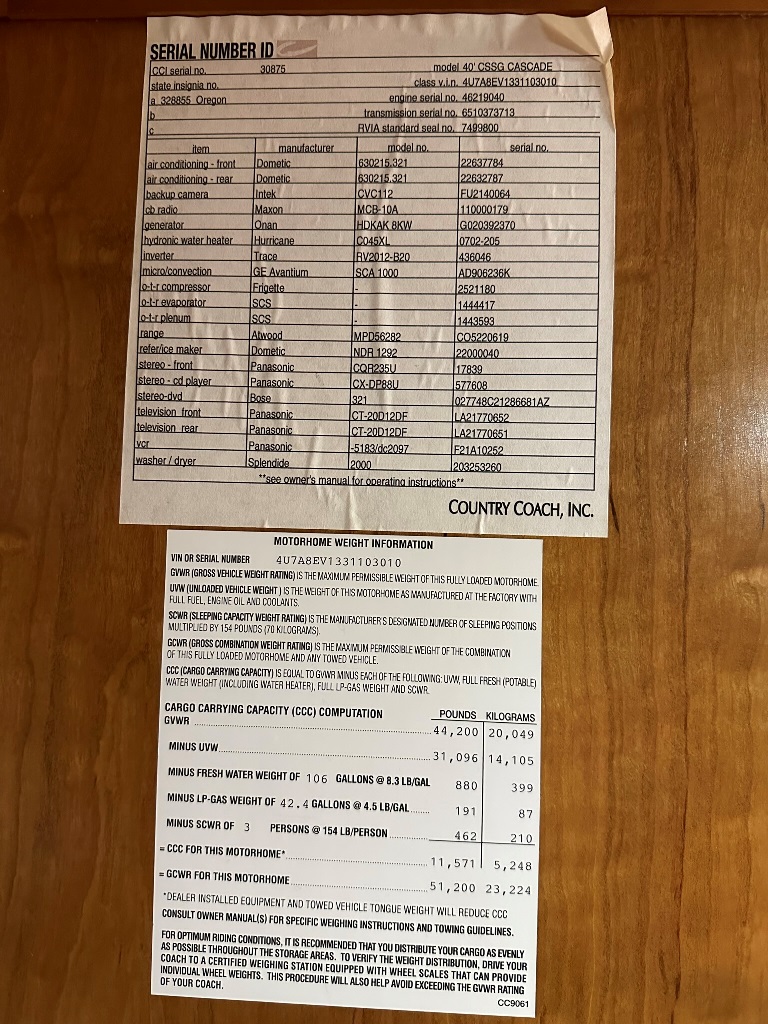 SERIAL NUMBER ID
CCI serial no. 30875 model 40' CSSG CASCADE
state insignia no. class v.i.n. 4U7A8EV1331103010
a 328855 Oregon engine serial no. 46219040
b transmission serial no. 6510373713
c RVIA standard seal no. 7499800
item manufacturer model no. serial no.
air conditioning - front Dometic 630215.321 22637784
air conditioning - rear Dometic 630215.321 22632787
backup camera Intek CVC112 FU2140064
cb radio Maxon MCB-10A 110000179
generator Onan HDKAK 8KW G020392370
hydronic water heater Hurricane C045XL 0702-205
inverter Trace RV2012-B20 436046
micro/convection GE Avantium SCA 1000 AD906236K
o-t-r compressor Frigette - 2521180
o-t-r evaporator SCS - 1444417
o-t-r plenum SCS - 1443593
range Atwood MPD56282 CO5220619
refer/ice maker Dometic NDR 1292 22000040
stereo - front Panasonic CQR235U 17839
stereo - cd player Panasonic CX-DP88U 577608
stereo-dvd Bose 321 027748C21286681AZ
television front Panasonic CT-20D12DF LA21770652
television rear Panasonic CT-20D12DF LA21770651
vcr Panasonic -5183/dc2097 F21A10252
washer / dryer Splendide 2000 203253260
**see owner's manual for operating instructions**
COUNTRY COACH, INC.
MOTORHOME WEIGHT INFORMATION
VIN OR SERIAL NUMBER 4U7A8EV1331103010
GVWR (GROSS VEHICLE WEIGHT RATING) IS THE MAXIMUM PERMISSIBLE WEIGHT OF THIS FULLY LOADED MOTORHOME.
UVW (UNLOADED VEHICLE WEIGHT ) IS THE WEIGHT OF THIS MOTORHOME AS MANUFACTURED AT THE FACTORY WITH
FULL FUEL, ENGINE OIL AND COOLANTS.
SCWR (SLEEPING CAPACITY WEIGHT RATING) IS THE MANUFACTURER'S DESIGNATED NUMBER OF SLEEPING POSITIONS
MULTIPLIED BY 154 POUNDS (70 KILOGRAMS).
GCWR (GROSS COMBINATION WEIGHT RATING) IS THE MAXIMUM PERMISSIBLE WEIGHT OF THE COMBINATION
OF THIS FULLY LOADED MOTORHOME AND ANY TOWED VEHICLE.
CCC (CARGO CARRYING CAPACITY) IS EQUAL TO GVWR MINUS EACH OF THE FOLLOWING: UVW, FULL FRESH (POTABLE)
WATER WEIGHT (INCLUDING WATER HEATER), FULL LP-GAS WEIGHT AND SCWR.
CARGO CARRYING CAPACITY (CCC) COMPUTATION POUNDS KILOGRAMS
GVWR 44,200 20,049
MINUS UVW 31,096 14,105
MINUS FRESH WATER WEIGHT OF 106 GALLONS @ 8.3 LB/GAL 880 399
MINUS LP-GAS WEIGHT OF 42.4 GALLONS @ 4.5 LB/GAL 191 87
MINUS SCWR OF 3 PERSONS @ 154 LB/PERSON 462 210
= CCC FOR THIS MOTORHOME* 11,571 5,248
= GCWR FOR THIS MOTORHOME 51,200 23,224
*DEALER INSTALLED EQUIPMENT AND TOWED VEHICLE TONGUE WEIGHT WILL REDUCE CCC
CONSULT OWNER MANUAL(S) FOR SPECIFIC WEIGHING INSTRUCTIONS AND TOWING GUIDELINES.
FOR OPTIMUM RIDING CONDITIONS, IT IS RECOMMENDED THAT YOU DISTRIBUTE YOUR CARGO AS EVENLY
AS POSSIBLE THROUGHOUT THE STORAGE AREAS. TO VERIFY THE WEIGHT DISTRIBUTION, DRIVE YOUR
COACH TO A CERTIFIED WEIGHING STATION EQUIPPED WITH WHEEL SCALES THAT CAN PROVIDE
INDIVIDUAL WHEEL WEIGHTS. THIS PROCEDURE WILL ALSO HELP AVOID EXCEEDING THE GVWR RATING
OF YOUR COACH.
CC9061